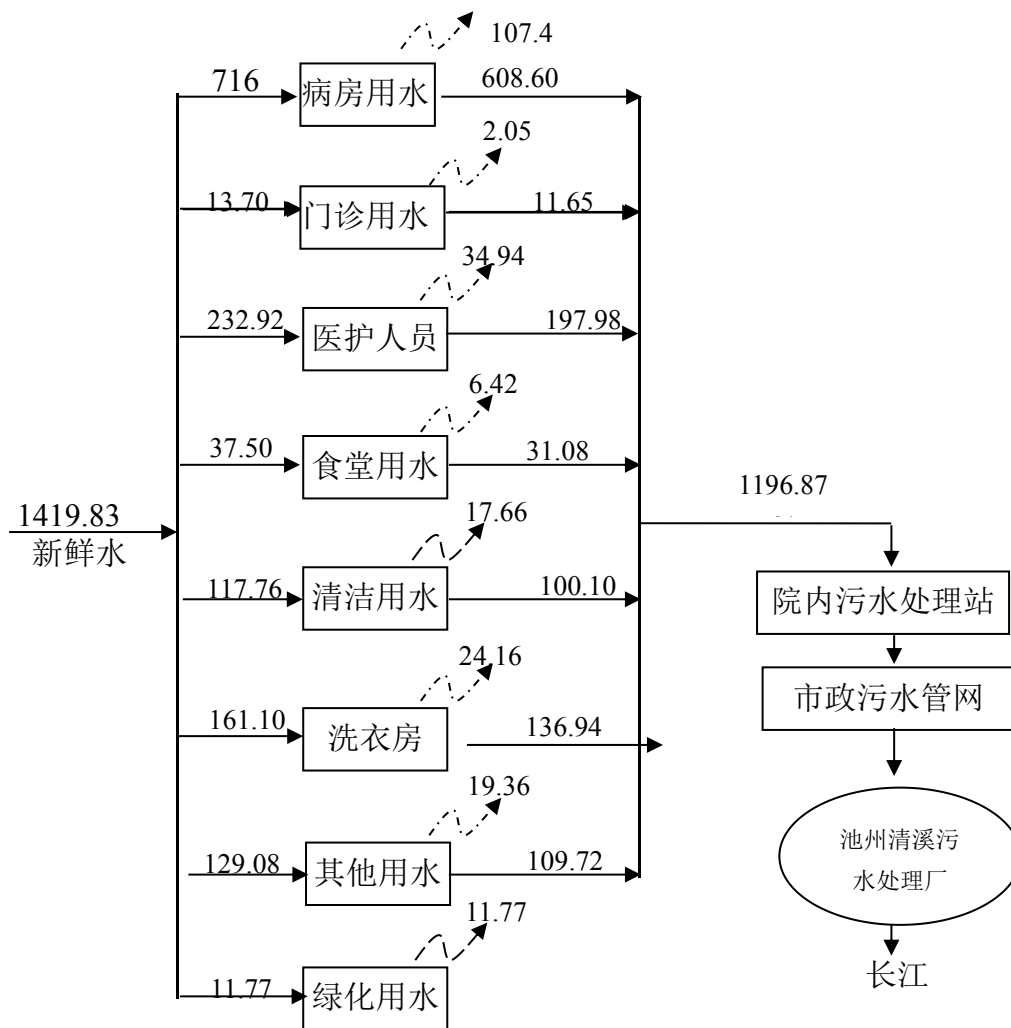 107.4
716
病房用水
608.60
2.05
13.70
门诊用水
11.65
34.94
232.92
医护人员
197.98
6.42
37.50
食堂用水
31.08
1419.83
新鲜水
17.66
117.76
清洁用水
100.10
24.16
161.10
洗衣房
136.94
19.36
129.08
其他用水
109.72
11.77
11.77
绿化用水
1196.87
院内污水处理站
市政污水管网
池州清溪污
水处理厂
长江